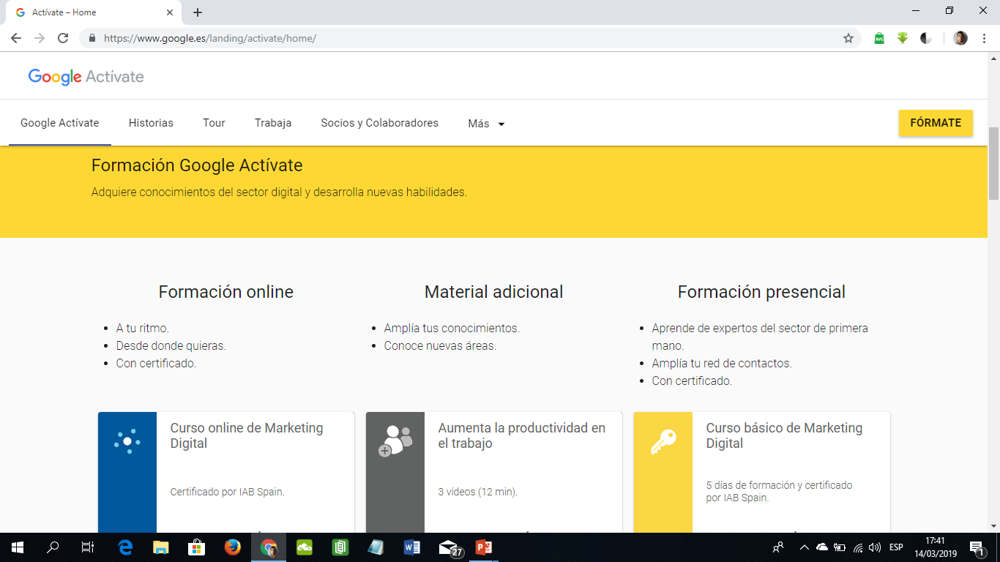 Actívate – Home
https://www.google.es/landing/activate/home/
Google Actívate
Google Actívate
Historias
Tour
Trabaja
Socios y Colaboradores
Más
FÓRMATE
Formación Google Actívate
Adquiere conocimientos del sector digital y desarrolla nuevas habilidades.
Formación online
• A tu ritmo.
• Desde donde quieras.
• Con certificado.
Material adicional
• Amplía tus conocimientos.
• Conoce nuevas áreas.
Formación presencial
• Aprende de expertos del sector de primera
mano.
• Amplía tu red de contactos.
• Con certificado.
Curso online de Marketing
Digital
Certificado por IAB Spain.
Aumenta la productividad en
el trabajo
3 vídeos (12 min).
Curso básico de Marketing
Digital
5 días de formación y certificado
por IAB Spain.
27
ESP
17:41
14/03/2019
1